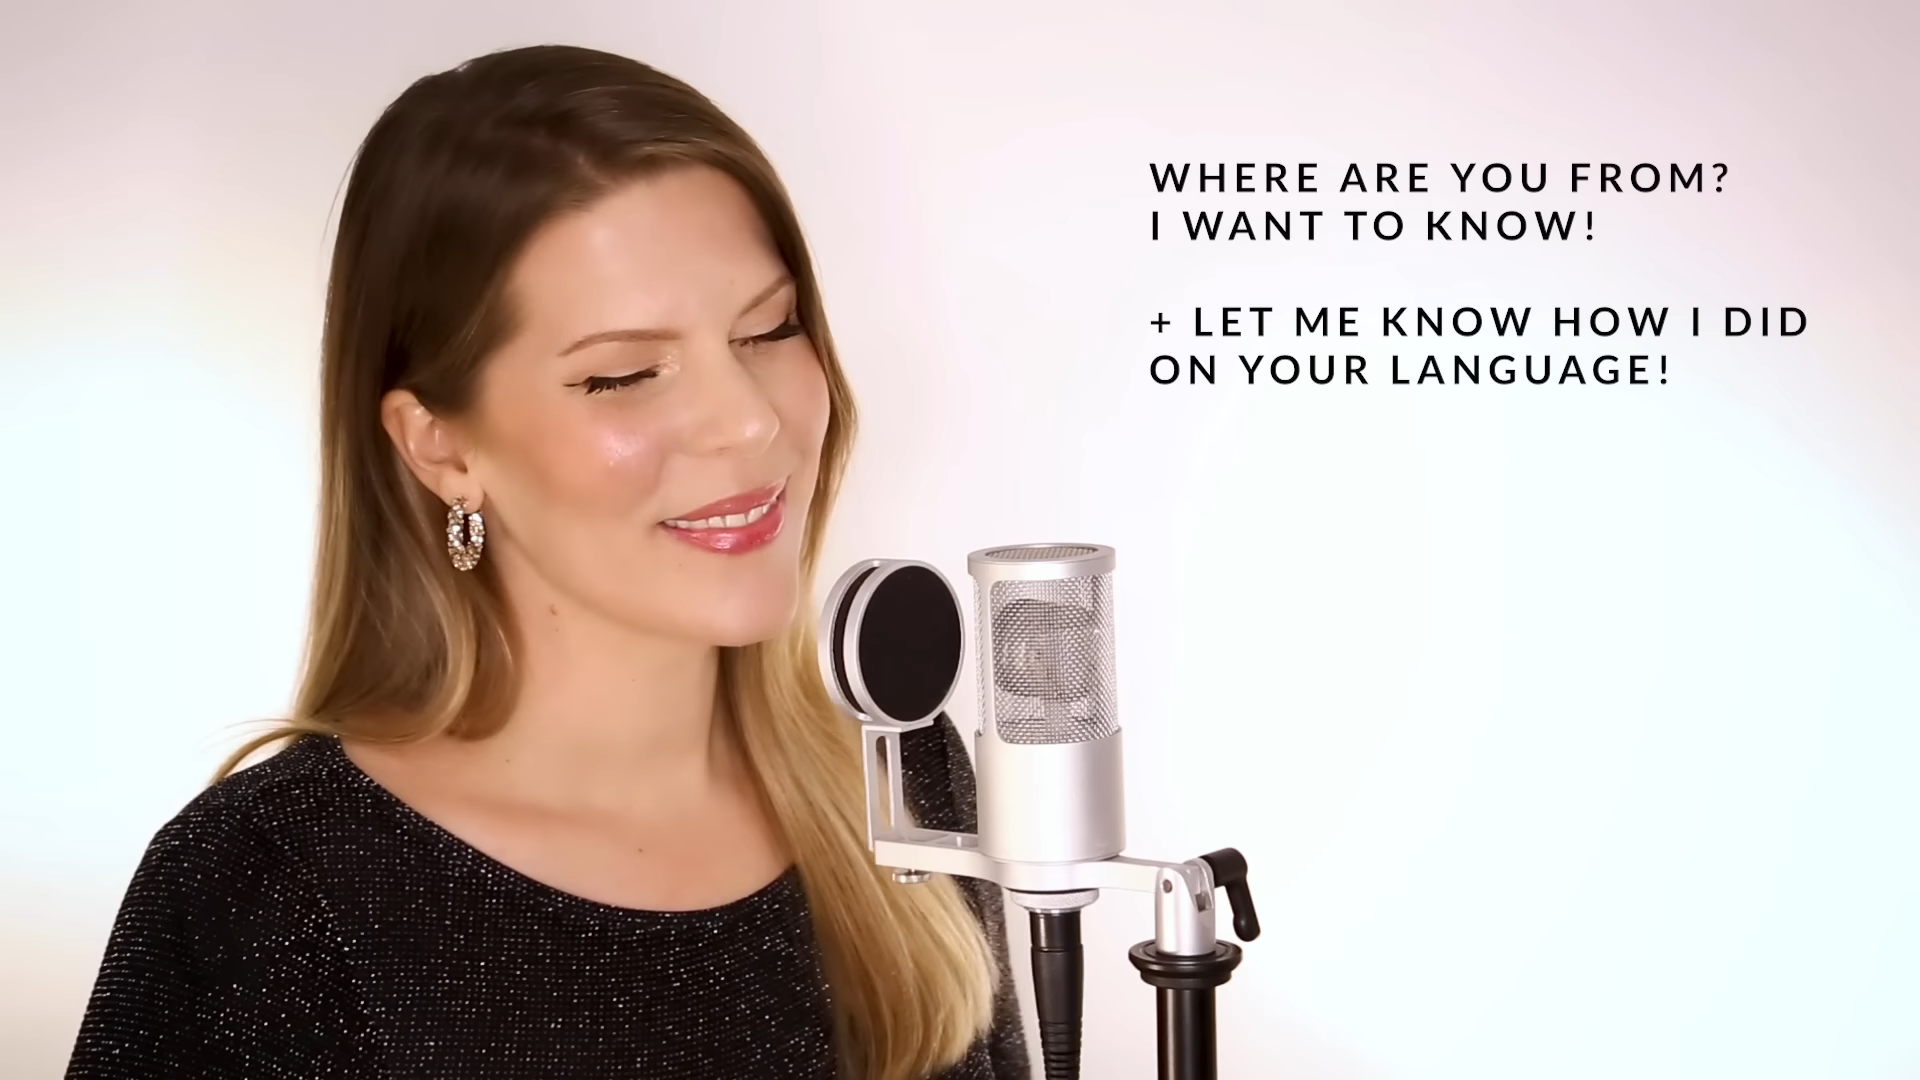 WHERE ARE YOU FROM?
I WANT TO KNOW!
+ LET ME KNOW HOW I DID
ON YOUR LANGUAGE!